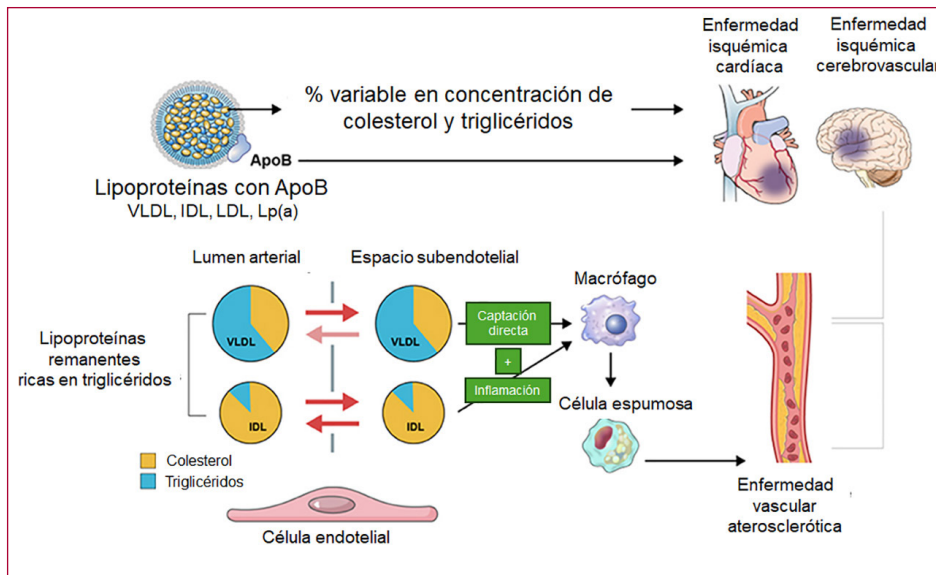 Enfermedad
isquémica
cardíaca
Enfermedad
isquémica
cerebrovascular
% variable en concentración de
colesterol y triglicéridos
ApoB
Lipoproteínas con ApoB
VLDL, IDL, LDL, Lp(a)
Lumen arterial
Espacio subendotelial
Macrófago
Lipoproteínas
remanentes
ricas en triglicéridos
VLDL
VLDL
Captación
directa
+
Inflamación
IDL
IDL
Célula espumosa
Colesterol
Triglicéridos
Célula endotelial
Enfermedad
vascular
aterosclerótica